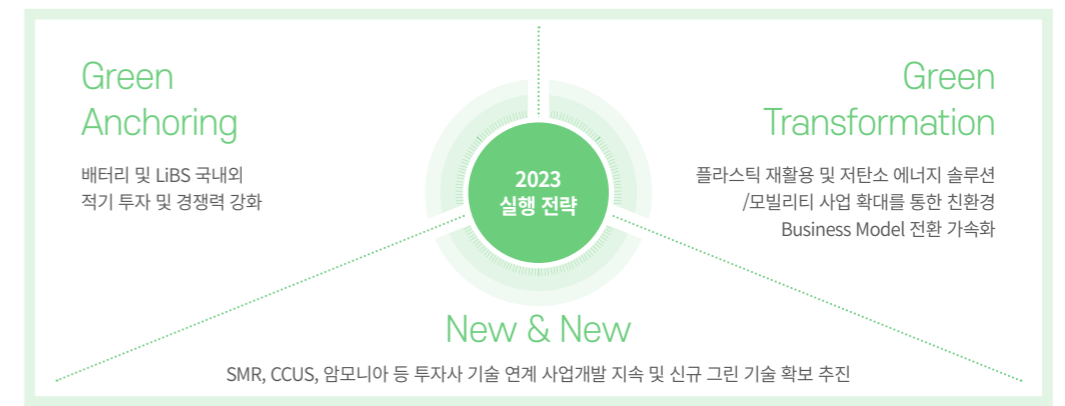 Green
Anchoring
배터리 및 LiBS 국내외
적기 투자 및 경쟁력 강화
2023
실행 전략
Green
Transformation
플라스틱 재활용 및 저탄소 에너지 솔루션
/모빌리티 사업 확대를 통한 친환경
Business Model 전환 가속화
New & New
SMR, CCUS, 암모니아 등 투자사 기술 연계 사업개발 지속 및 신규 그린 기술 확보 추진